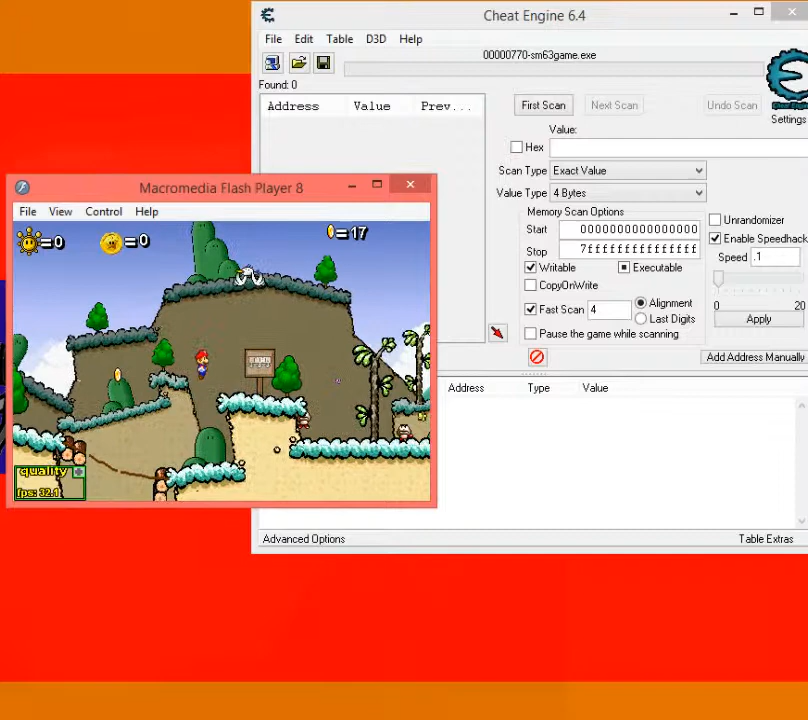 Cheat Engine 6.4
File Edit Table D3D Help
00000770-sm63game.exe
Found: 0
Address Value Prev...
First Scan Next Scan Undo Scan
Settings
Value:
Hex
Scan Type Exact Value
Value Type 4 Bytes
Memory Scan Options
Start 0000000000000000
Stop 7fffffffffffffff
Writable Executable
CopyOnWrite
Fast Scan 4 Alignment
Last Digits
Pause the game while scanning
Unrandomizer
Enable Speedhack
Speed .1
0 20
Apply
Add Address Manually
Address Type Value
Advanced Options Table Extras
Macromedia Flash Player 8
File View Control Help
=0 =0 =17
quality
fps: 32.1